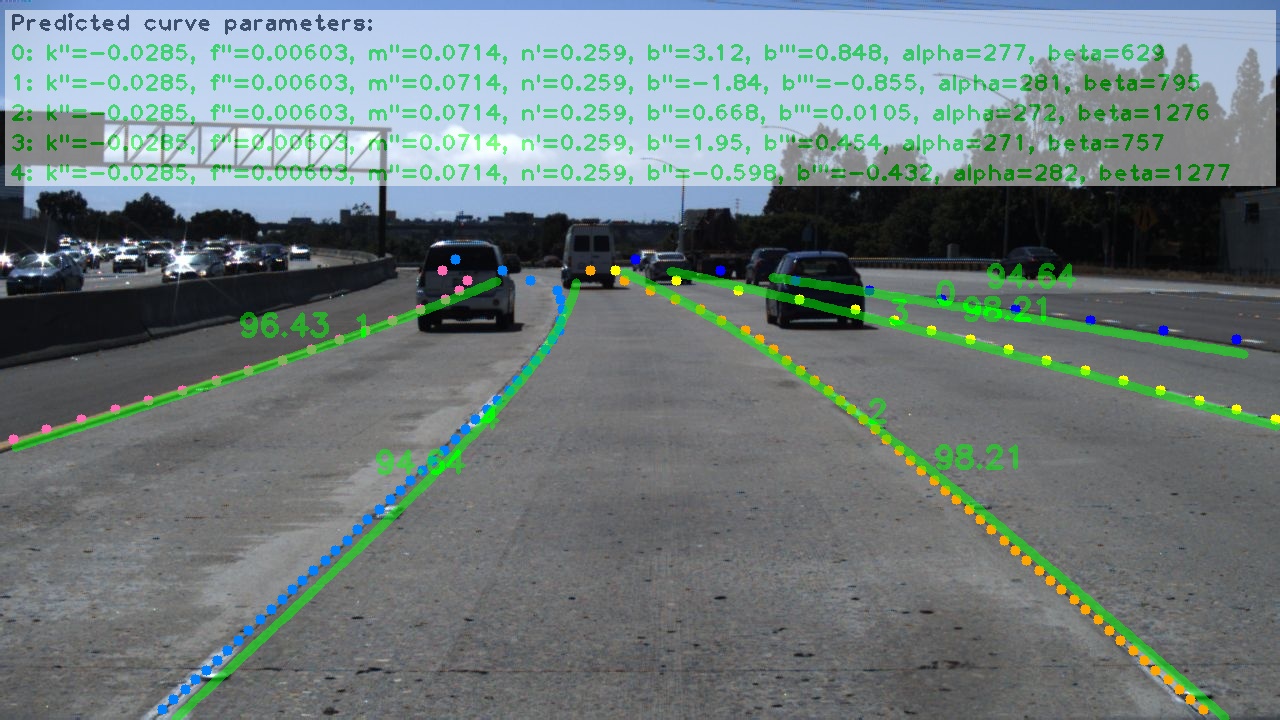 Predicted curve parameters:
0: k''=-0.0285, f''=0.00603, m''=0.0714, n'=0.259, b''=3.12, b'''=0.848, alpha=277, beta=629
1: k''=-0.0285, f''=0.00603, m''=0.0714, n'=0.259, b''=-1.84, b'''=-0.855, alpha=281, beta=795
2: k''=-0.0285, f''=0.00603, m''=0.0714, n'=0.259, b''=0.668, b'''=0.0105, alpha=272, beta=1276
3: k''=-0.0285, f''=0.00603, m''=0.0714, n'=0.259, b''=1.95, b'''=0.454, alpha=271, beta=757
4: k''=-0.0285, f''=0.00603, m''=0.0714, n'=0.259, b''=-0.598, b'''=-0.432, alpha=282, beta=1277
94.64
0
98.21
3
96.43
1
2
4
94.64
98.21